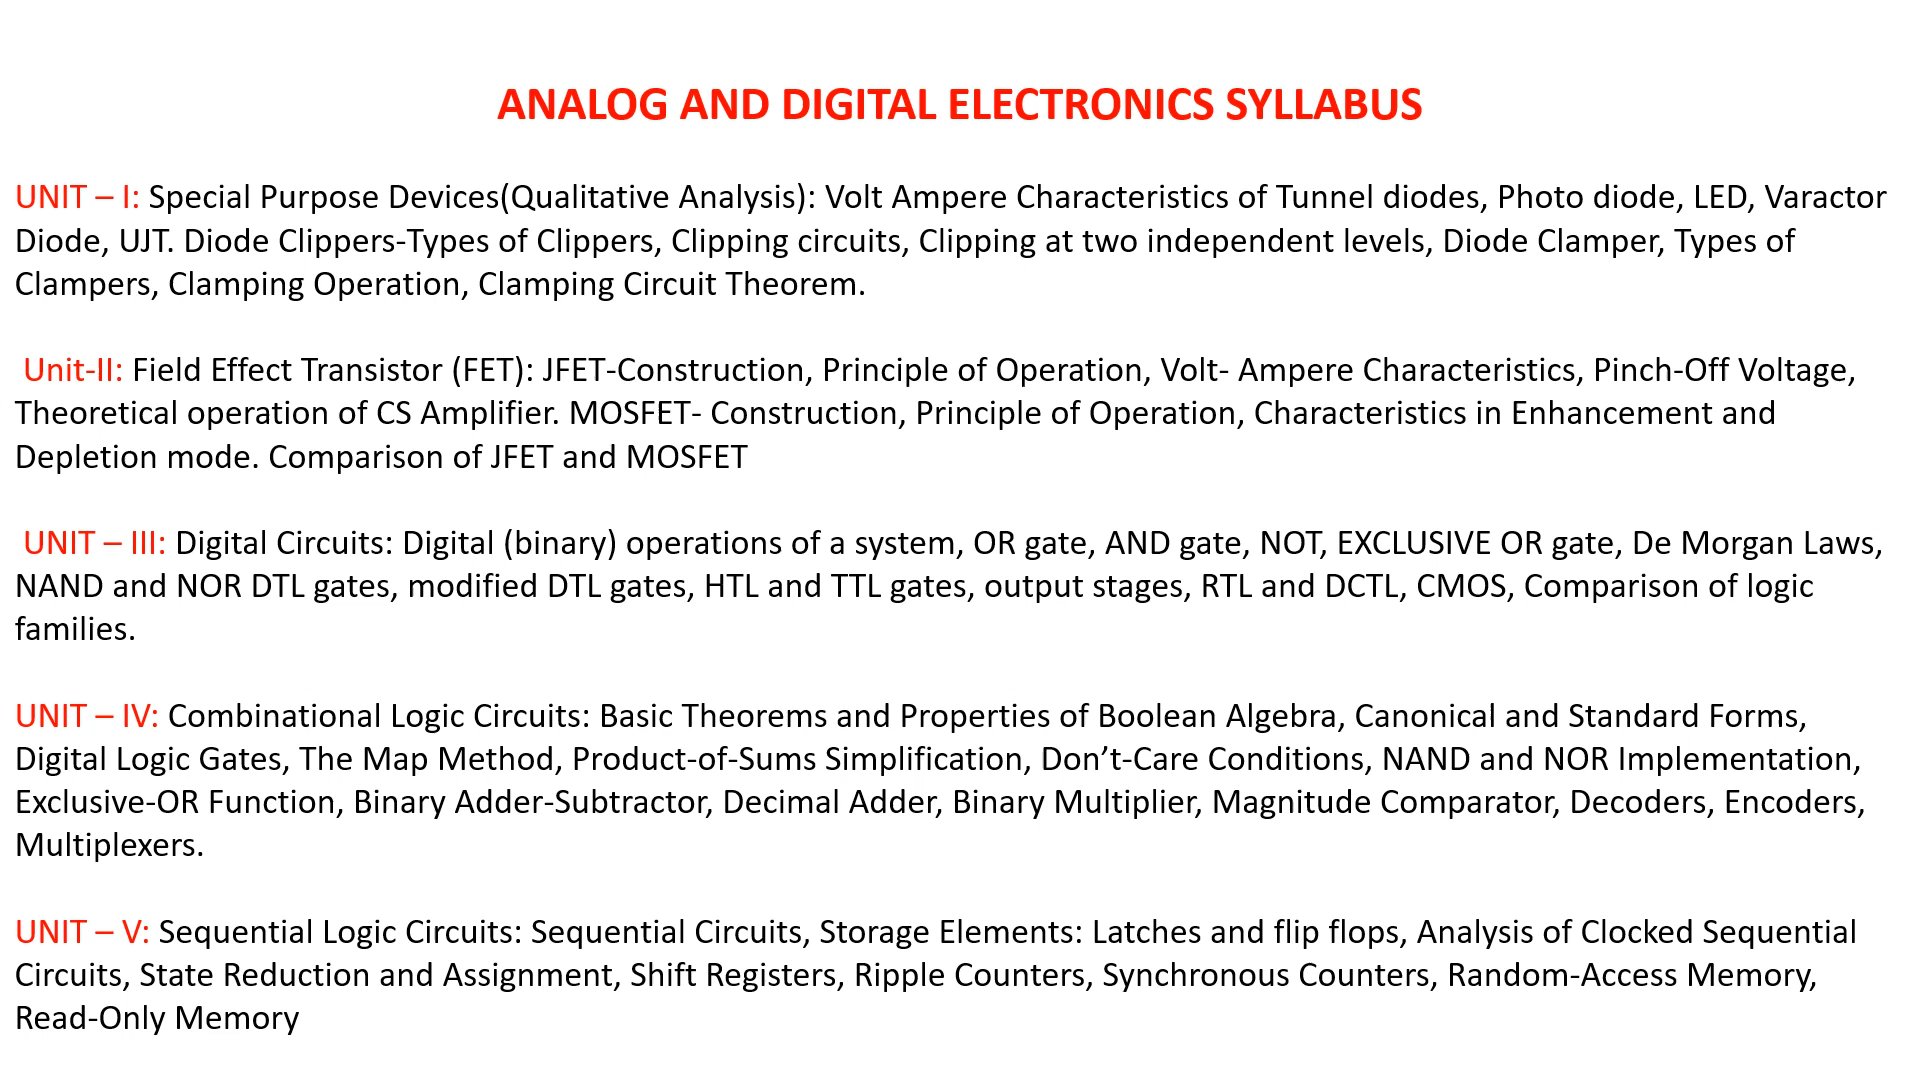 ANALOG AND DIGITAL ELECTRONICS SYLLABUS
UNIT – I: Special Purpose Devices(Qualitative Analysis): Volt Ampere Characteristics of Tunnel diodes, Photo diode, LED, Varactor
Diode, UJT. Diode Clippers-Types of Clippers, Clipping circuits, Clipping at two independent levels, Diode Clamper, Types of
Clampers, Clamping Operation, Clamping Circuit Theorem.
Unit-II: Field Effect Transistor (FET): JFET-Construction, Principle of Operation, Volt- Ampere Characteristics, Pinch-Off Voltage,
Theoretical operation of CS Amplifier. MOSFET- Construction, Principle of Operation, Characteristics in Enhancement and
Depletion mode. Comparison of JFET and MOSFET
UNIT – III: Digital Circuits: Digital (binary) operations of a system, OR gate, AND gate, NOT, EXCLUSIVE OR gate, De Morgan Laws,
NAND and NOR DTL gates, modified DTL gates, HTL and TTL gates, output stages, RTL and DCTL, CMOS, Comparison of logic
families.
UNIT – IV: Combinational Logic Circuits: Basic Theorems and Properties of Boolean Algebra, Canonical and Standard Forms,
Digital Logic Gates, The Map Method, Product-of-Sums Simplification, Don’t-Care Conditions, NAND and NOR Implementation,
Exclusive-OR Function, Binary Adder-Subtractor, Decimal Adder, Binary Multiplier, Magnitude Comparator, Decoders, Encoders,
Multiplexers.
UNIT – V: Sequential Logic Circuits: Sequential Circuits, Storage Elements: Latches and flip flops, Analysis of Clocked Sequential
Circuits, State Reduction and Assignment, Shift Registers, Ripple Counters, Synchronous Counters, Random-Access Memory,
Read-Only Memory